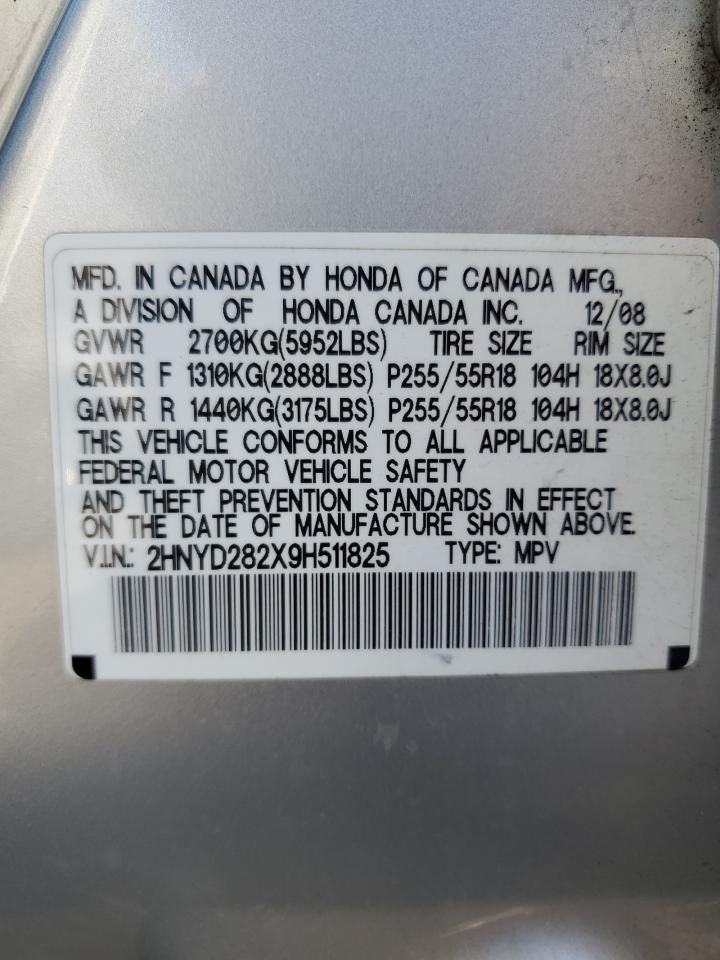 MFD. IN CANADA BY HONDA OF CANADA MFG.,
A DIVISION OF HONDA CANADA INC. 12/08
GVWR 2700KG(5952LBS) TIRE SIZE RIM SIZE
GAWR F 1310KG(2888LBS) P255/55R18 104H 18X8.0J
GAWR R 1440KG(3175LBS) P255/55R18 104H 18X8.0J
THIS VEHICLE CONFORMS TO ALL APPLICABLE
FEDERAL MOTOR VEHICLE SAFETY
AND THEFT PREVENTION STANDARDS IN EFFECT
ON THE DATE OF MANUFACTURE SHOWN ABOVE.
V.I.N.: 2HNYD282X9H511825 TYPE: MPV